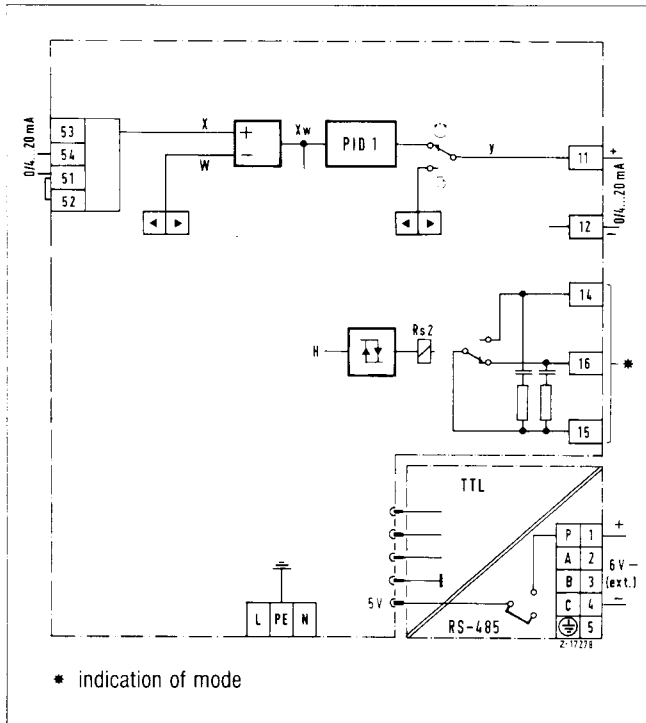 0/4...20 mA
53
54
51
52
X
W
+
−
Xw
PID 1
y
11
+
0/4...20 mA
12
−
H
Rs2
14
16
15
*
TTL
RS-485
5V
P 1
A 2
B 3
C 4
5
+
6V −
(ext.)
−
Z-17278
L PE N
* indication of mode